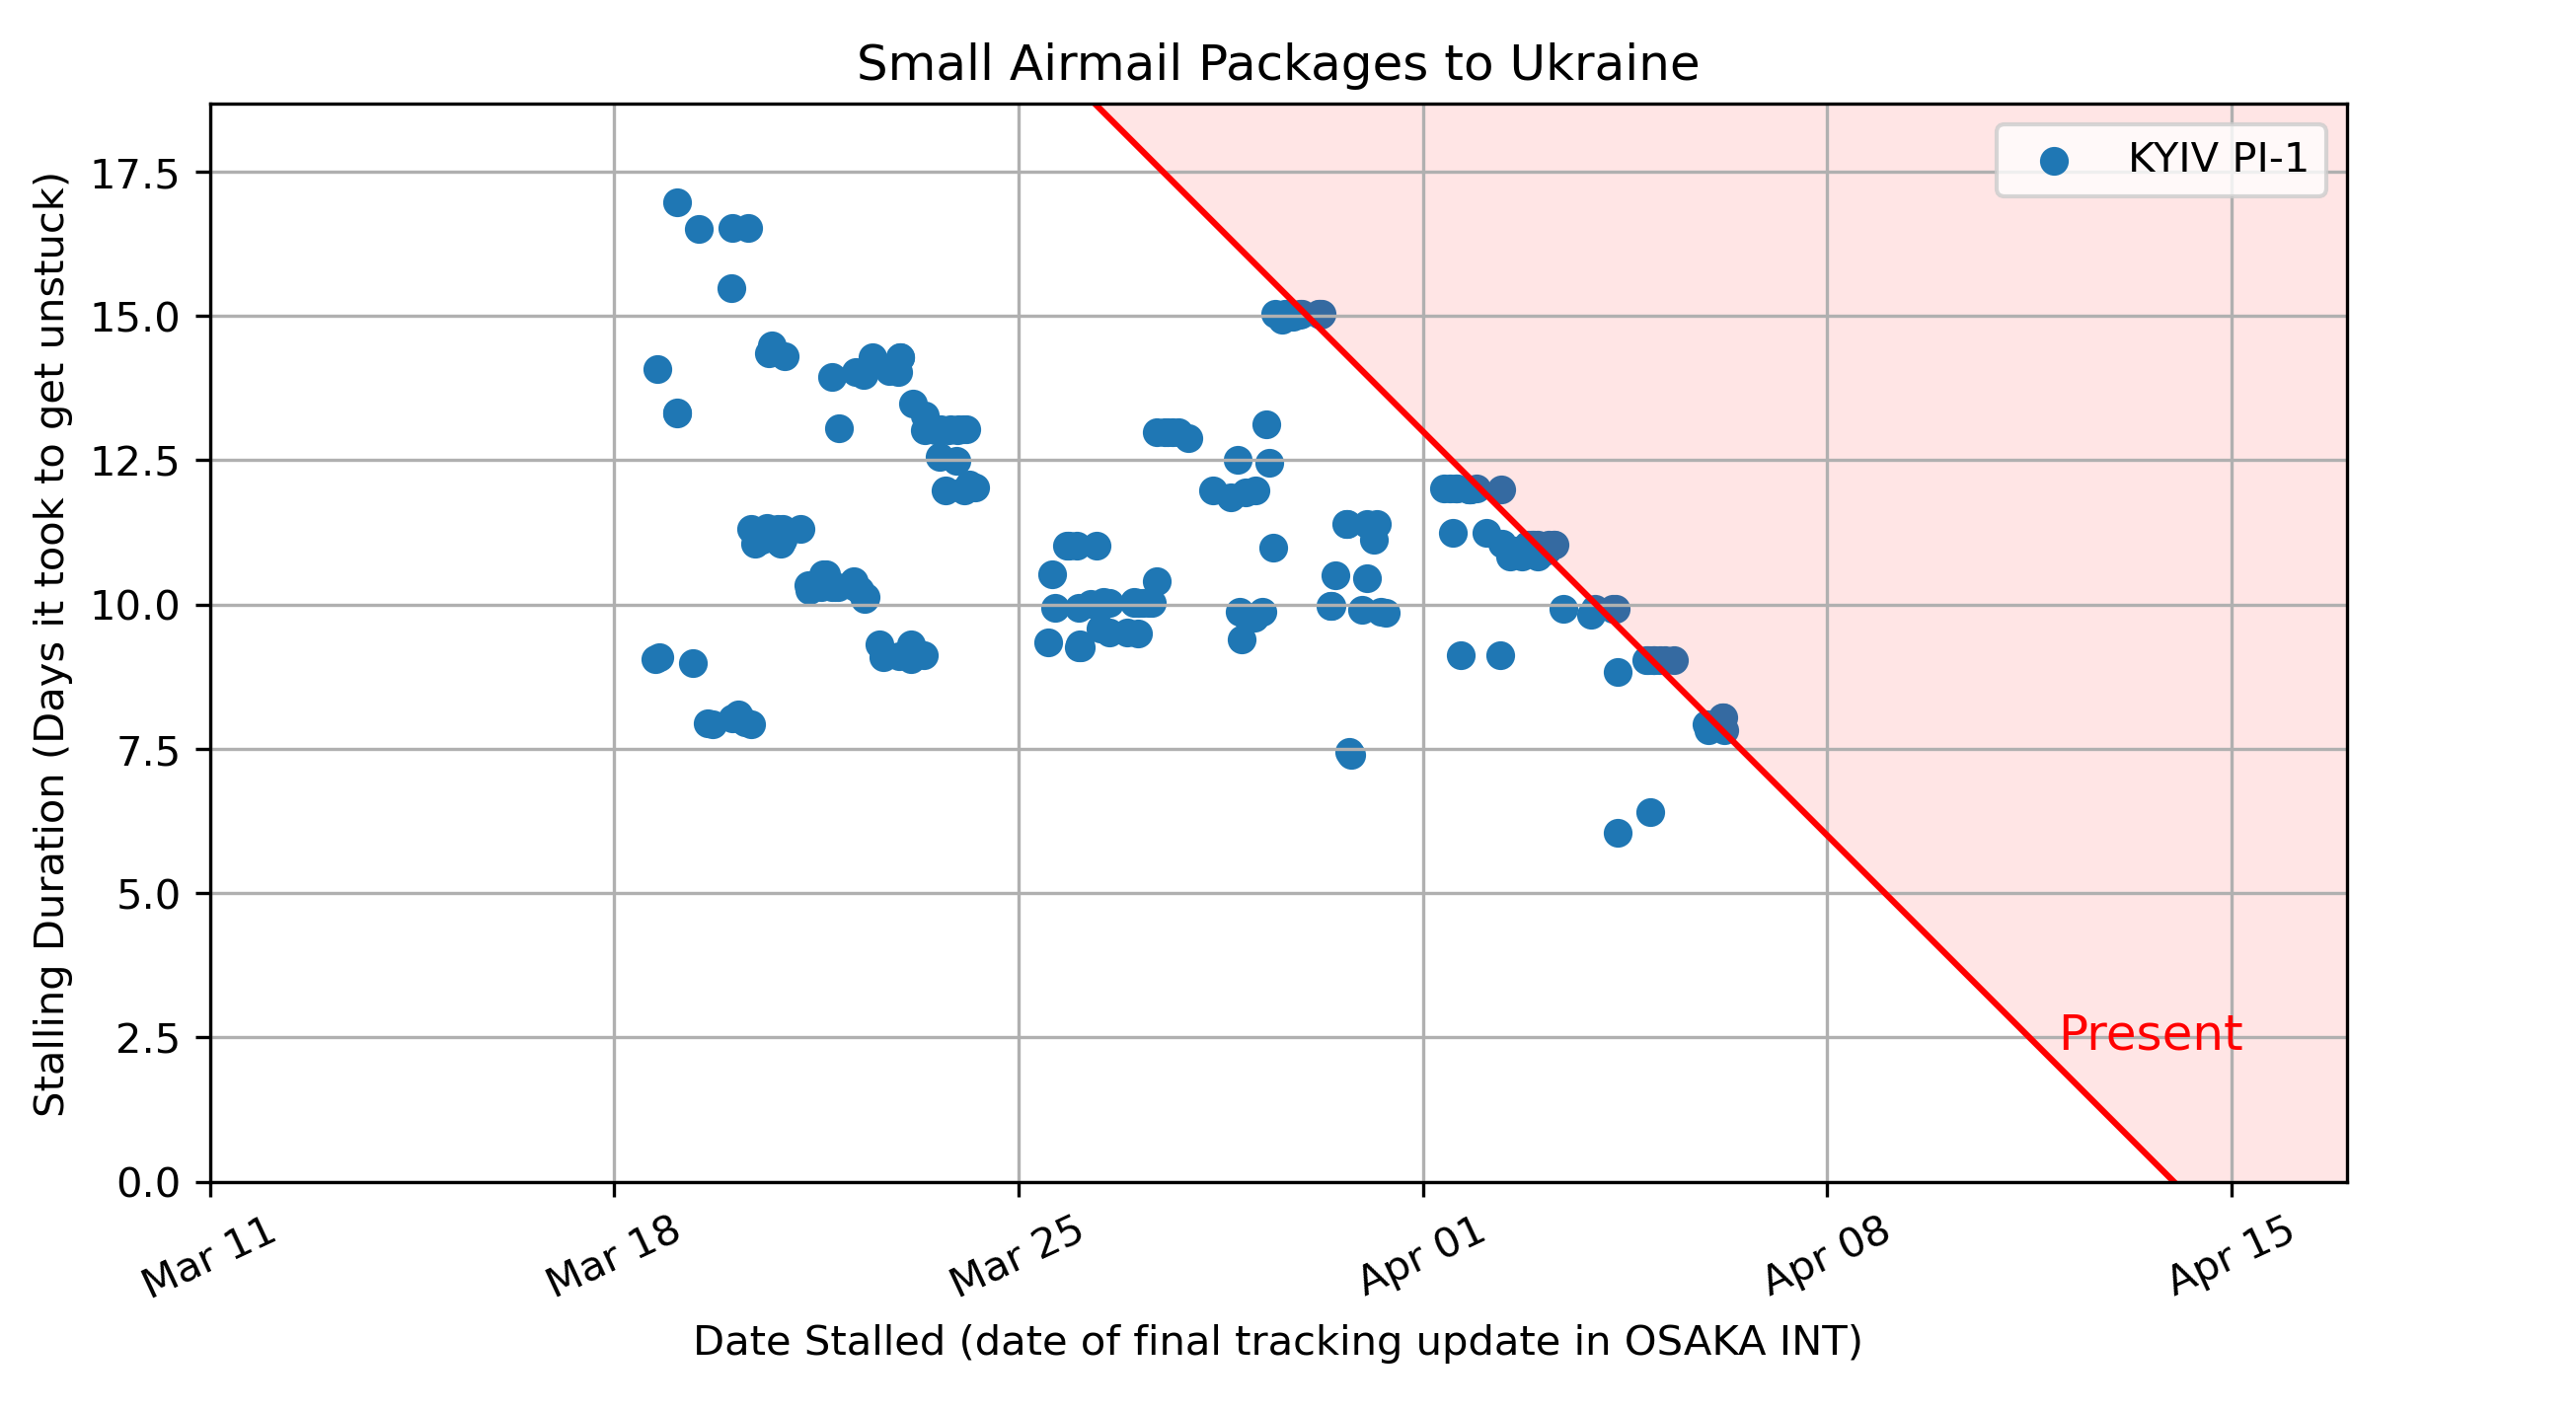 Small Airmail Packages to Ukraine
KYIV PI-1
17.5
15.0
12.5
10.0
7.5
5.0
2.5
0.0
Stalling Duration (Days it took to get unstuck)
Present
Mar 11
Mar 18
Mar 25
Apr 01
Apr 08
Apr 15
Date Stalled (date of final tracking update in OSAKA INT)